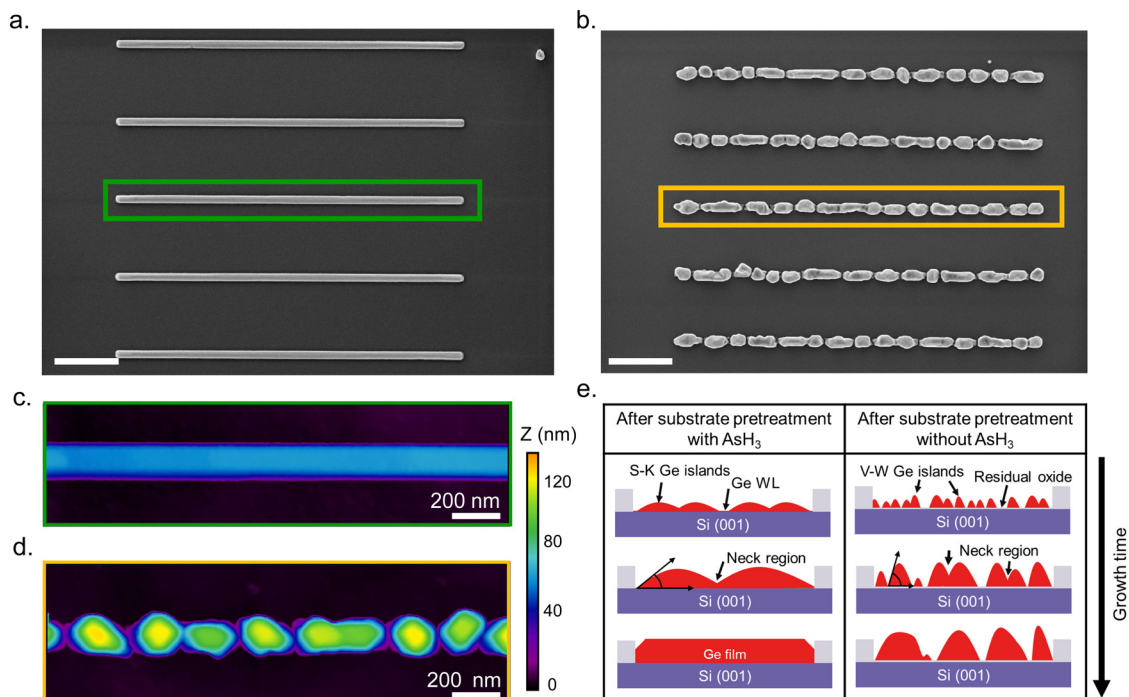 a.
b.
c.
Z (nm)
120
80
40
0
200 nm
d.
200 nm
e.
After substrate pretreatment
with AsH₃
After substrate pretreatment
without AsH₃
S-K Ge islands
Ge WL
Si (001)
V-W Ge islands
Residual oxide
Si (001)
Neck region
Si (001)
Neck region
Si (001)
Ge film
Si (001)
Si (001)
Growth time